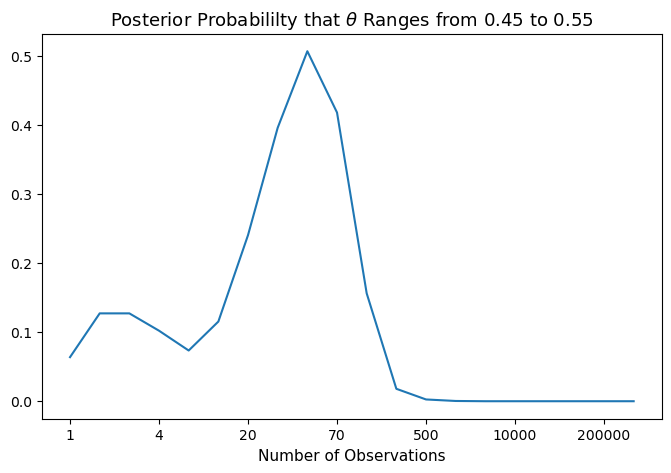 Posterior Probabililty that θ Ranges from 0.45 to 0.55
0.5
0.4
0.3
0.2
0.1
0.0
1 4 20 70 500 10000 200000
Number of Observations